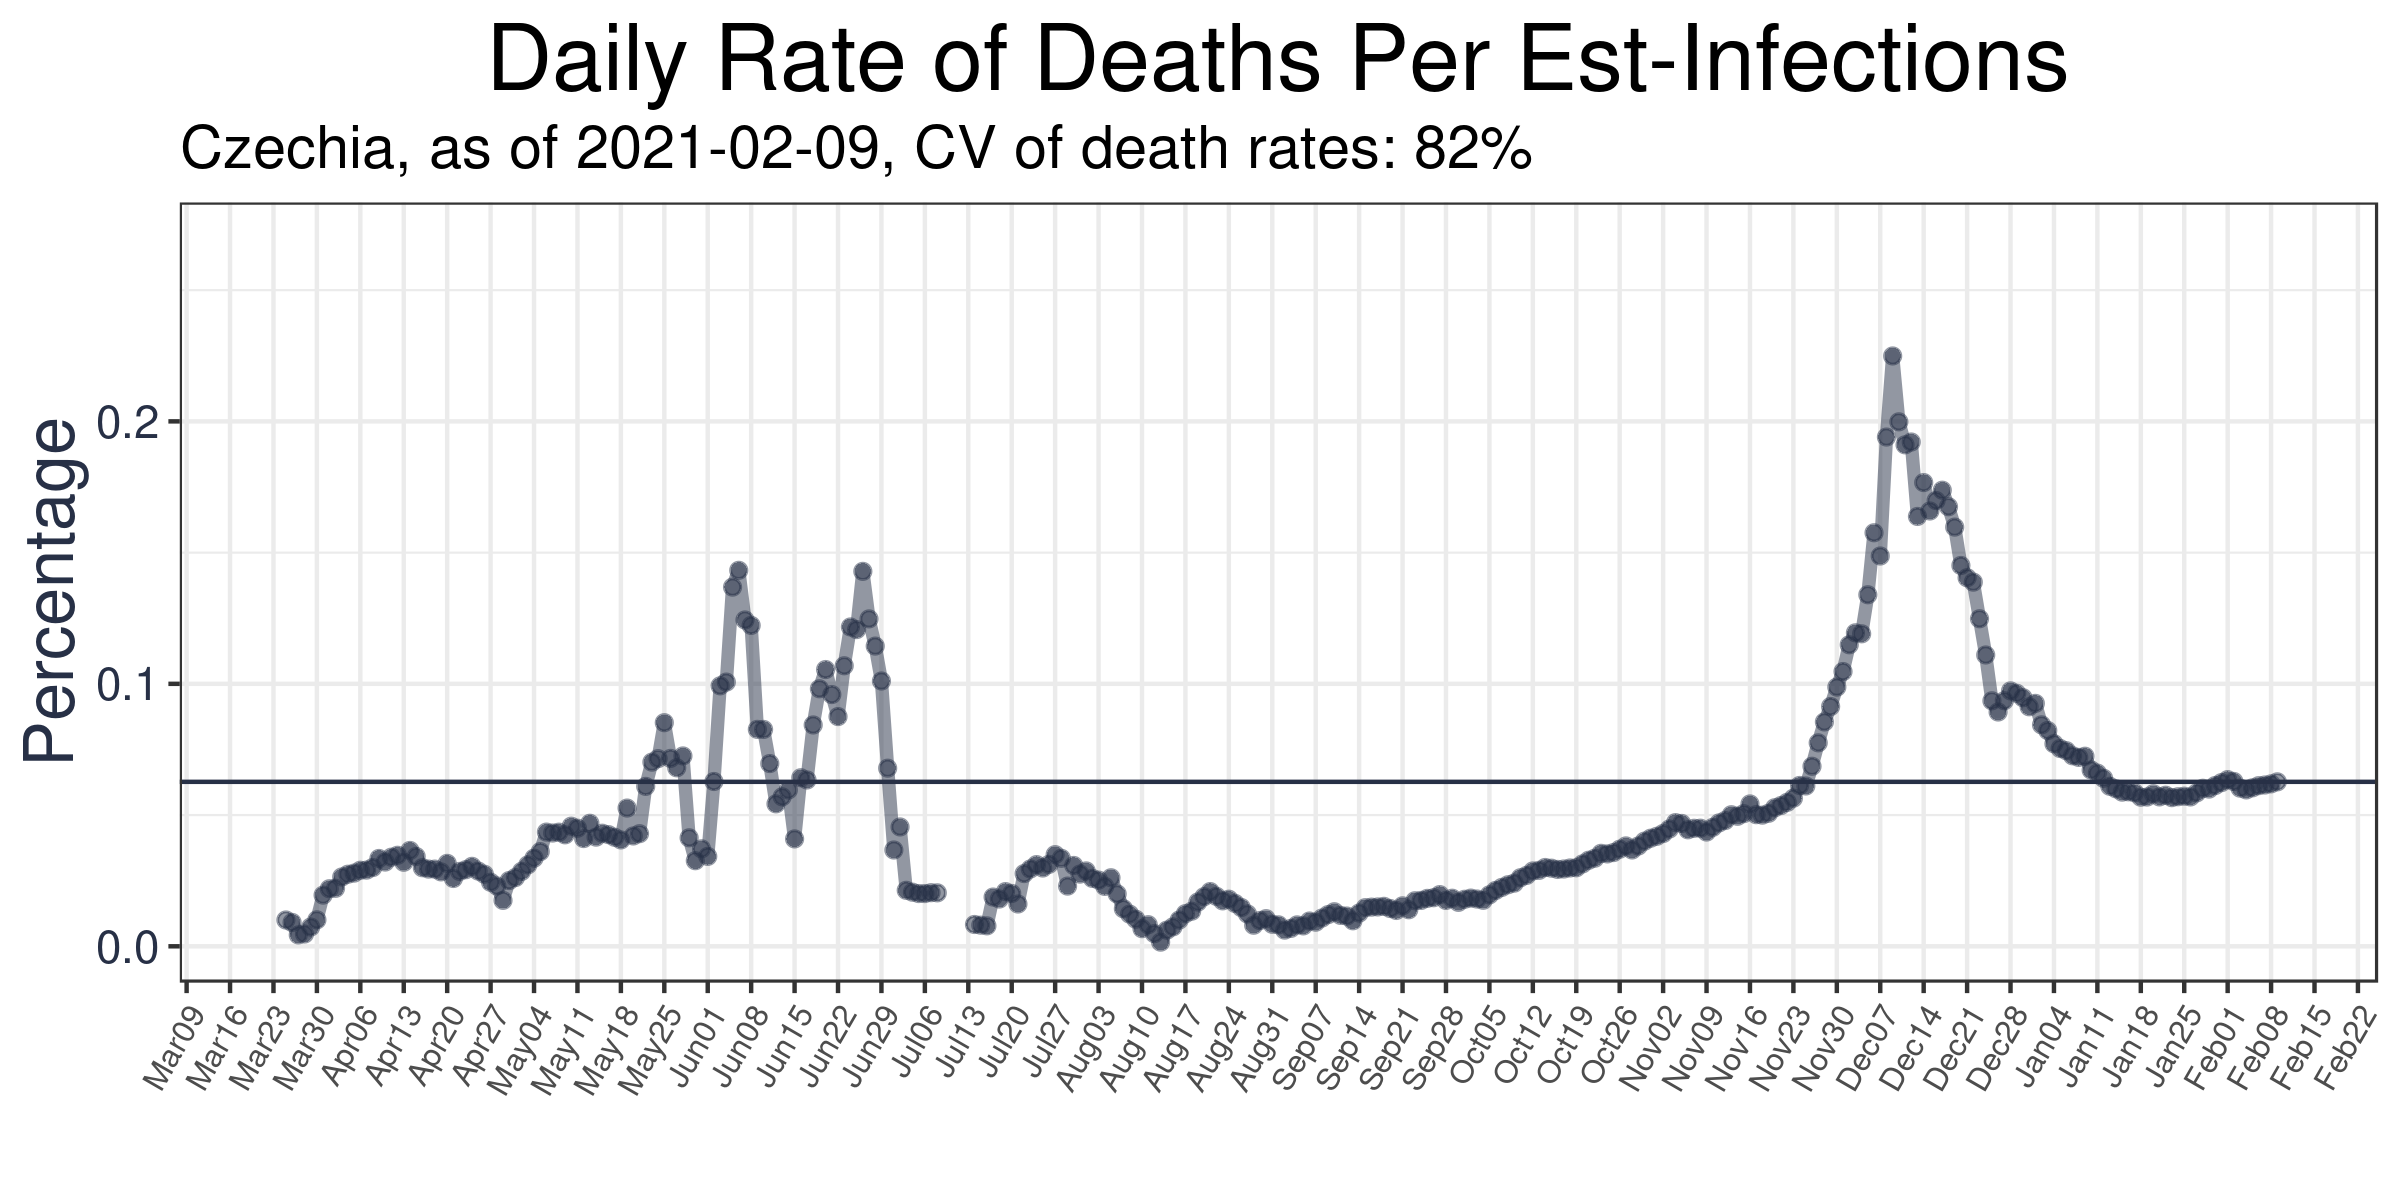 Daily Rate of Deaths Per Est-Infections
Czechia, as of 2021-02-09, CV of death rates: 82%
Percentage
0.2
0.1
0.0
Mar09
Mar16
Mar23
Mar30
Apr06
Apr13
Apr20
Apr27
May04
May11
May18
May25
Jun01
Jun08
Jun15
Jun22
Jun29
Jul06
Jul13
Jul20
Jul27
Aug03
Aug10
Aug17
Aug24
Aug31
Sep07
Sep14
Sep21
Sep28
Oct05
Oct12
Oct19
Oct26
Nov02
Nov09
Nov16
Nov23
Nov30
Dec07
Dec14
Dec21
Dec28
Jan04
Jan11
Jan18
Jan25
Feb01
Feb08
Feb15
Feb22